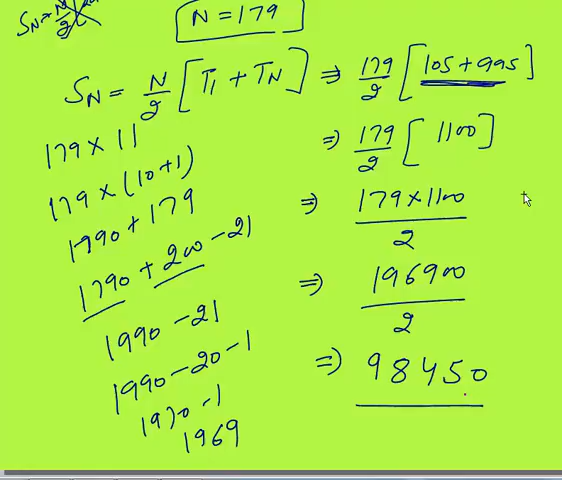 N = 179
S_N = N/2 [T_1 + T_N] ⇒ 179/2 [105 + 995]
179 × 11
⇒ 179/2 [1100]
179 × (10+1)
1990 + 179
⇒ 179×1100/2
1790 + 200 - 21
1990 - 21
⇒ 196900/2
1990 - 20 - 1
1970 - 1
1969
⇒ 98450